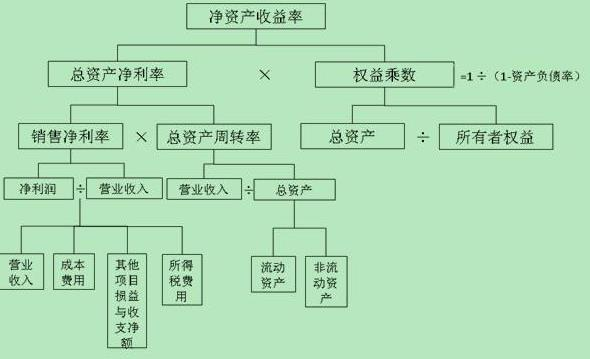 净资产收益率
总资产净利率 × 权益乘数 =1÷（1-资产负债率）
销售净利率 × 总资产周转率 总资产 ÷ 所有者权益
净利润 ÷ 营业收入 营业收入 ÷ 总资产
营业
收入
成本
费用
其他
项目
损益
与收
支净
额
所得
税费
用
流动
资产
非流
动资
产